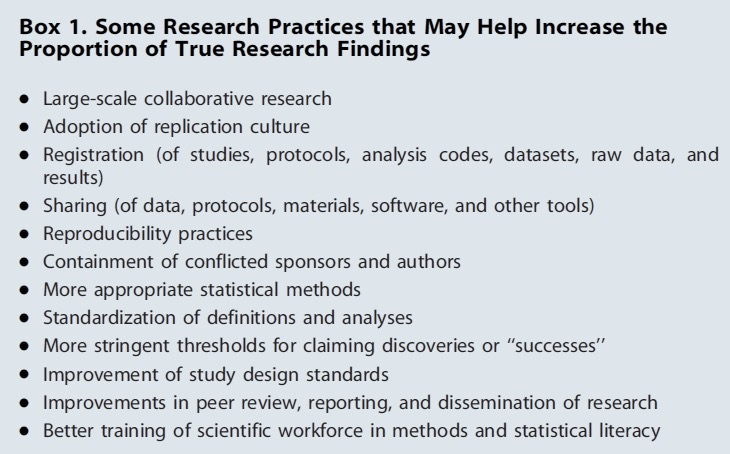 Box 1. Some Research Practices that May Help Increase the
Proportion of True Research Findings
● Large-scale collaborative research
● Adoption of replication culture
● Registration (of studies, protocols, analysis codes, datasets, raw data, and
results)
● Sharing (of data, protocols, materials, software, and other tools)
● Reproducibility practices
● Containment of conflicted sponsors and authors
● More appropriate statistical methods
● Standardization of definitions and analyses
● More stringent thresholds for claiming discoveries or ‘‘successes’’
● Improvement of study design standards
● Improvements in peer review, reporting, and dissemination of research
● Better training of scientific workforce in methods and statistical literacy